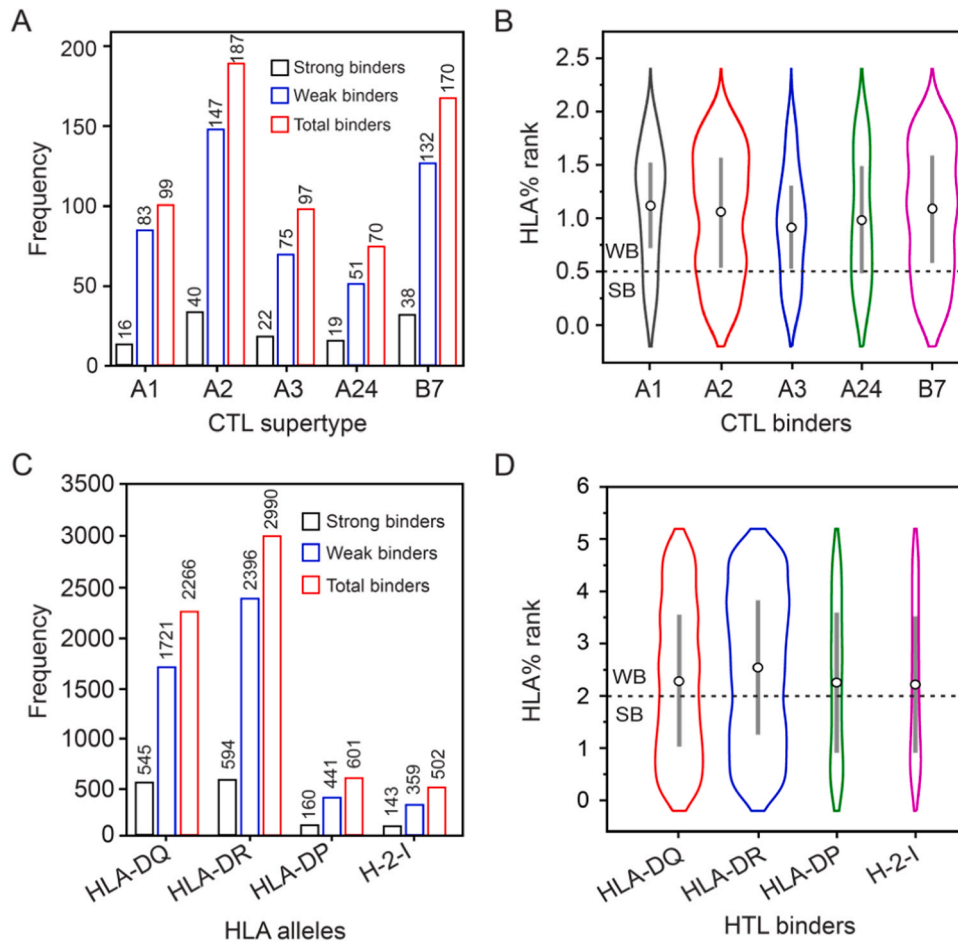 A
Frequency
200
150
100
50
0
Strong binders
Weak binders
Total binders
16
83
99
40
147
187
22
75
97
19
51
70
38
132
170
A1
A2
A3
A24
B7
CTL supertype
B
HLA% rank
2.5
2.0
1.5
1.0
0.5
0.0
WB
SB
A1
A2
A3
A24
B7
CTL binders
C
Frequency
3500
3000
2500
2000
1500
1000
500
0
Strong binders
Weak binders
Total binders
545
1721
2266
594
2396
2990
160
441
601
143
359
502
HLA-DQ
HLA-DR
HLA-DP
H-2-I
HLA alleles
D
HLA% rank
6
5
4
3
2
1
0
WB
SB
HLA-DQ
HLA-DR
HLA-DP
H-2-I
HTL binders